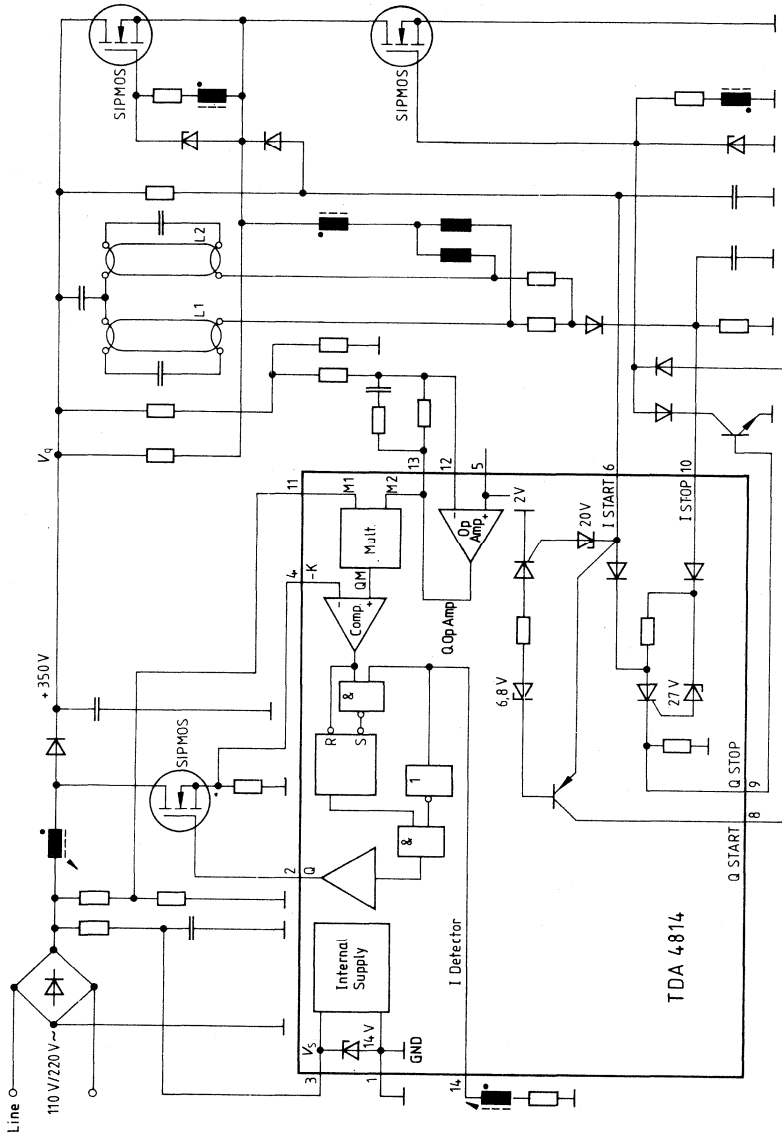 Line
110 V/220 V~
+350 V
Vq
SIPMOS
SIPMOS
SIPMOS
L1
L2
3
1
14
2
4
11
13
12
5
6
10
8
9
VS
14 V
GND
Internal
Supply
I Detector
Q
&
1
R
S
&
Comp.
-
+
-K
QM
Mult.
M1
M2
Q Op Amp
Op
Amp
-
+
2 V
6,8 V
20 V
27 V
I START
I STOP
Q START
Q STOP
TDA 4814